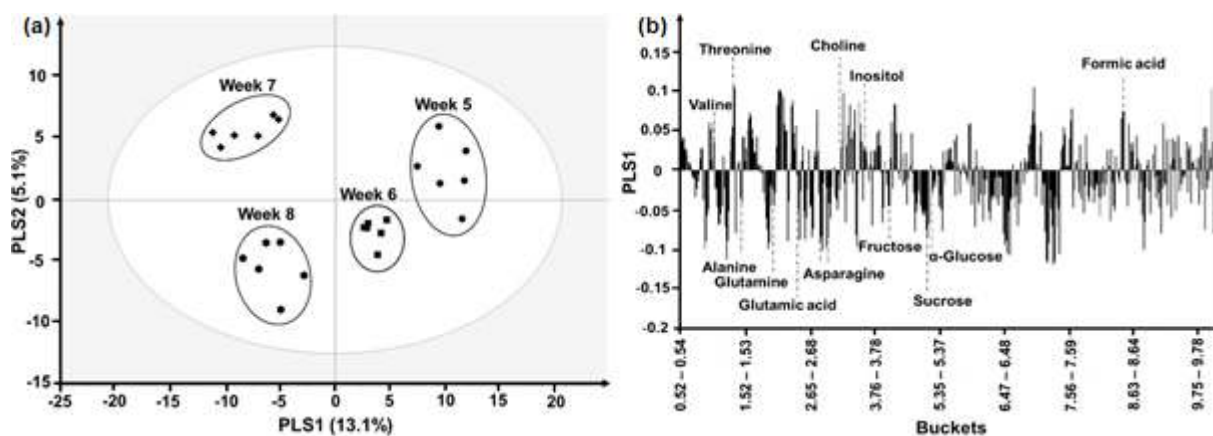 (a)
10
5
0
-5
-10
-15
PLS2 (5.1%)
-25
-20
-15
-10
-5
0
5
10
15
20
PLS1 (13.1%)
Week 7
Week 5
Week 6
Week 8
(b)
0.15
0.1
0.05
0
-0.05
-0.1
-0.15
-0.2
PLS1
Threonine
Choline
Inositol
Formic acid
Valine
Fructose
α-Glucose
Alanine
Glutamine
Asparagine
Glutamic acid
Sucrose
0.52 – 0.54
1.52 – 1.53
2.65 – 2.68
3.76 – 3.78
5.35 – 5.37
6.47 – 6.48
7.56 – 7.59
8.63 – 8.64
9.75 – 9.78
Buckets